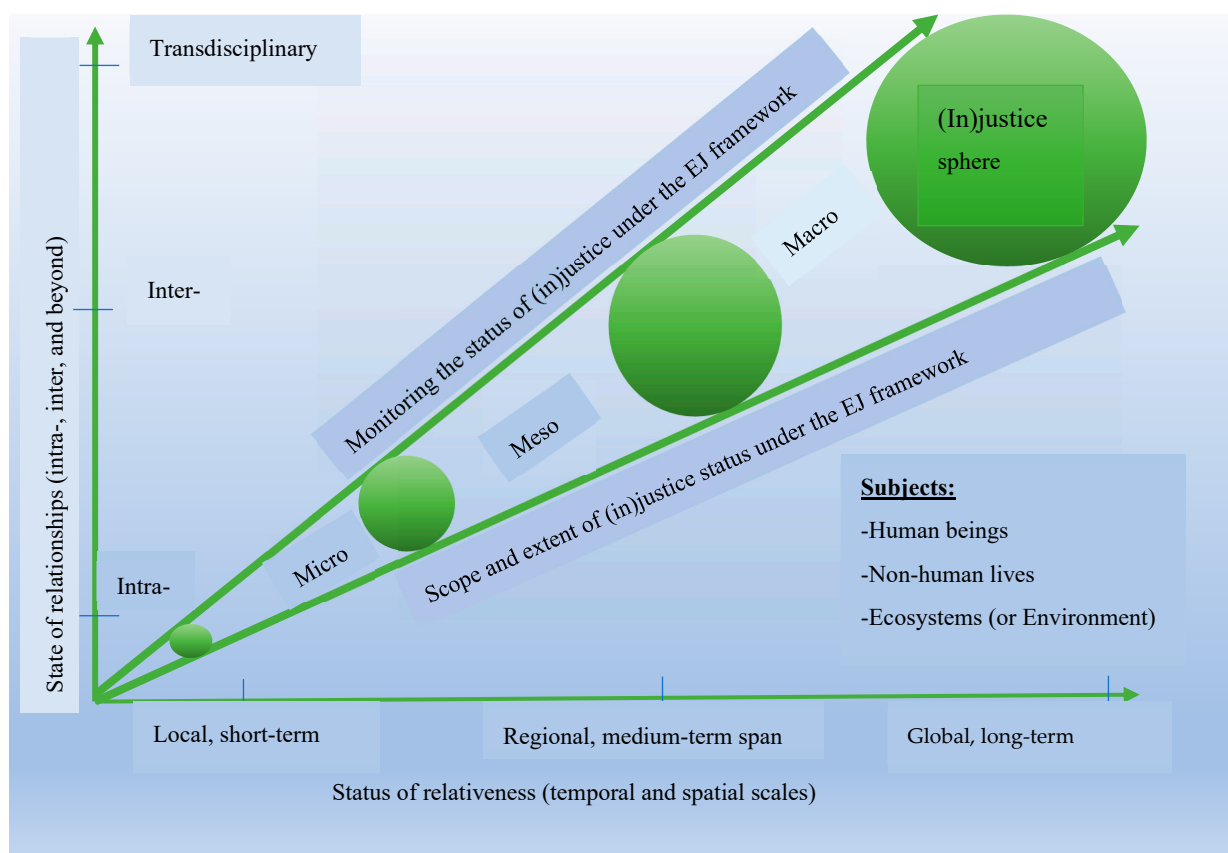 Transdisciplinary
(In)justice
sphere
Monitoring the status of (in)justice under the EJ framework
Macro
State of relationships (intra-, inter, and beyond)
Inter-
Meso
Scope and extent of (in)justice status under the EJ framework
Micro
Intra-
Subjects:
-Human beings
-Non-human lives
-Ecosystems (or Environment)
Local, short-term
Regional, medium-term span
Global, long-term
Status of relativeness (temporal and spatial scales)